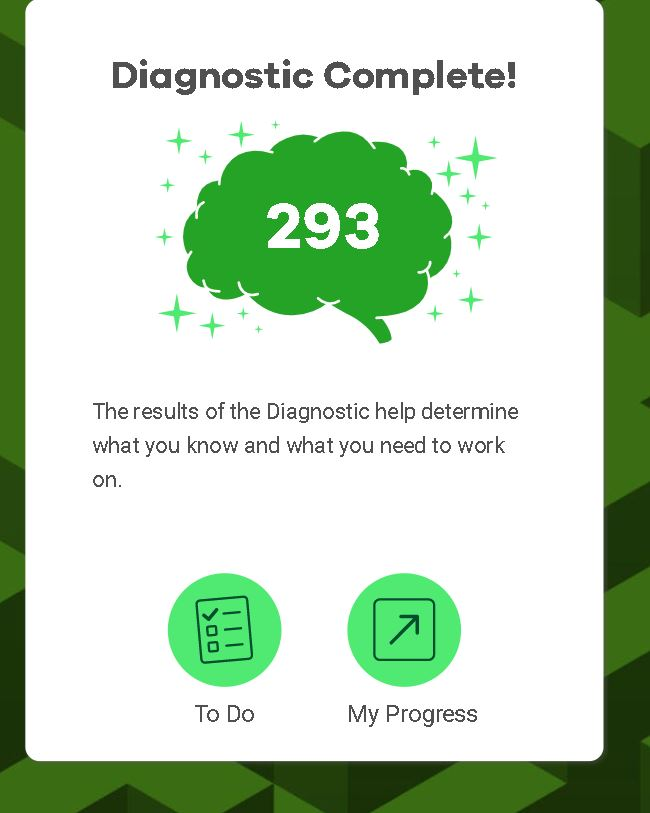 Diagnostic Complete!
293
The results of the Diagnostic help determine
what you know and what you need to work
on.
To Do
My Progress